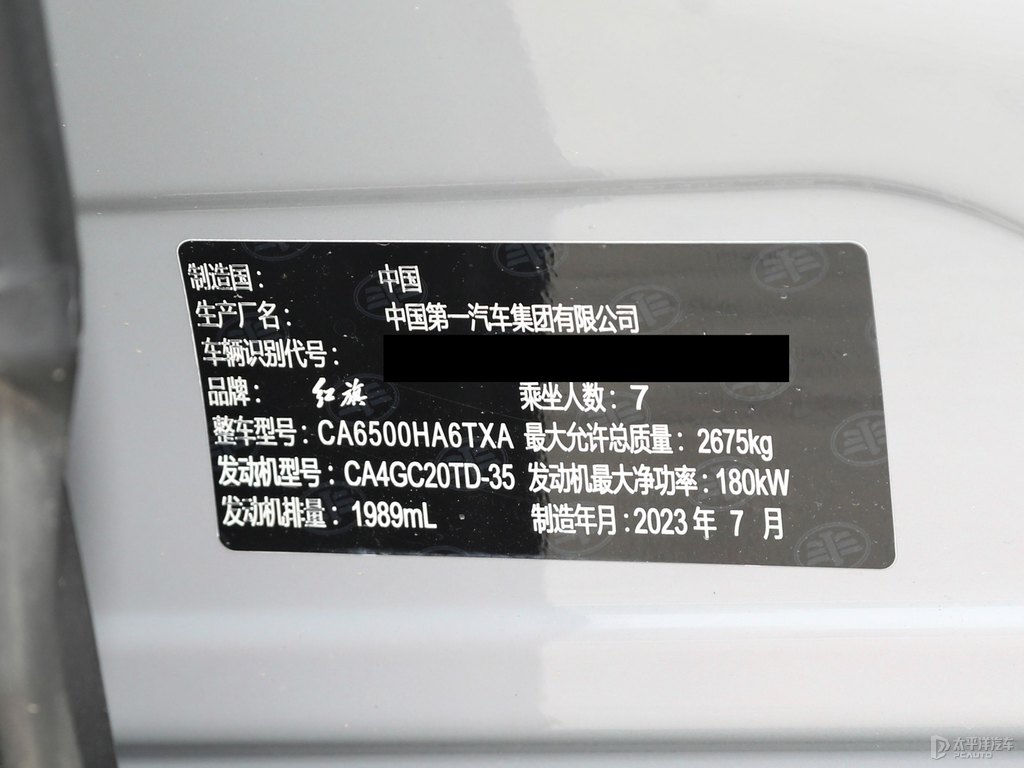 制造国： 中国
生产厂名： 中国第一汽车集团有限公司
车辆识别代号：
品牌： 红旗 乘坐人数：7
整车型号：CA6500HA6TXA 最大允许总质量：2675kg
发动机型号：CA4GC20TD-35 发动机最大净功率：180kW
发动机排量：1989mL 制造年月：2023年 7 月
太平洋汽车
PCAUTO